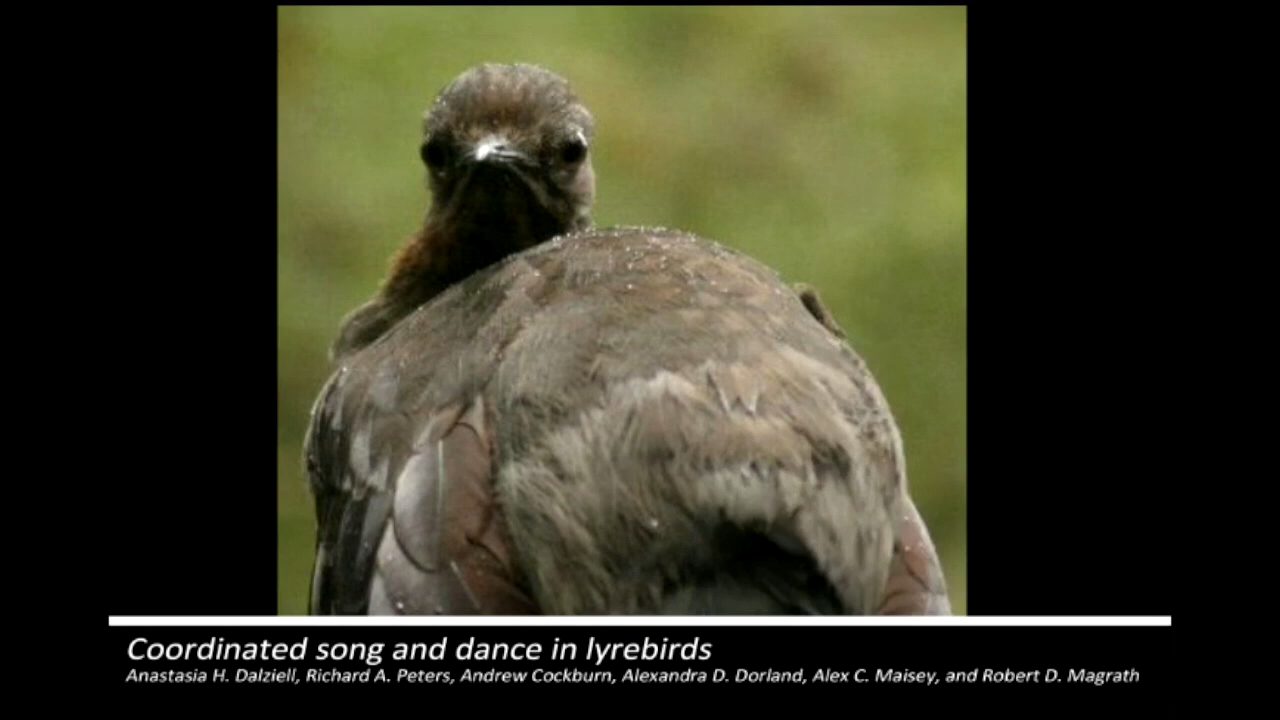 Coordinated song and dance in lyrebirds
Anastasia H. Dalziell, Richard A. Peters, Andrew Cockburn, Alexandra D. Dorland, Alex C. Maisey, and Robert D. Magrath